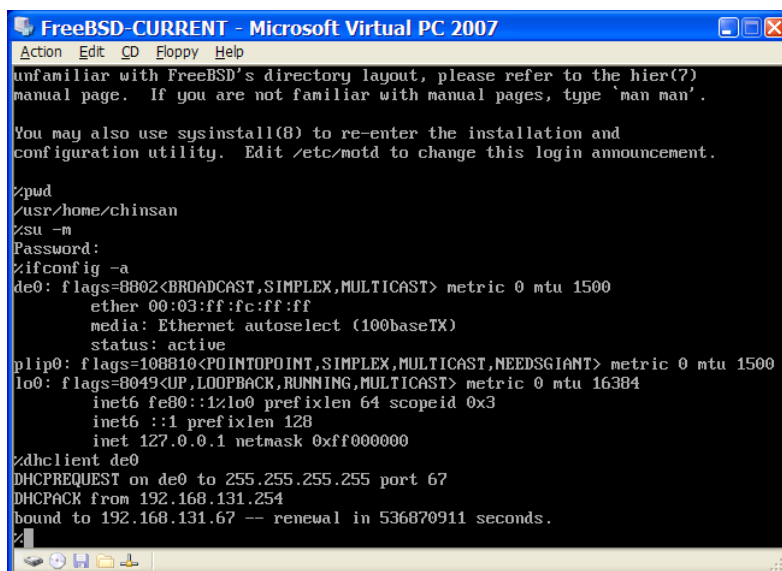 FreeBSD-CURRENT - Microsoft Virtual PC 2007
Action Edit CD Floppy Help
unfamiliar with FreeBSD's directory layout, please refer to the hier(7)
manual page.  If you are not familiar with manual pages, type `man man'.
You may also use sysinstall(8) to re-enter the installation and
configuration utility.  Edit /etc/motd to change this login announcement.
%pwd
/usr/home/chinsan
%su -m
Password:
%ifconfig -a
de0: flags=8802<BROADCAST,SIMPLEX,MULTICAST> metric 0 mtu 1500
ether 00:03:ff:fc:ff:ff
media: Ethernet autoselect (100baseTX)
status: active
plip0: flags=108810<POINTOPOINT,SIMPLEX,MULTICAST,NEEDSGIANT> metric 0 mtu 1500
lo0: flags=8049<UP,LOOPBACK,RUNNING,MULTICAST> metric 0 mtu 16384
inet6 fe80::1%lo0 prefixlen 64 scopeid 0x3
inet6 ::1 prefixlen 128
inet 127.0.0.1 netmask 0xff000000
%dhclient de0
DHCPREQUEST on de0 to 255.255.255.255 port 67
DHCPACK from 192.168.131.254
bound to 192.168.131.67 -- renewal in 536870911 seconds.
%